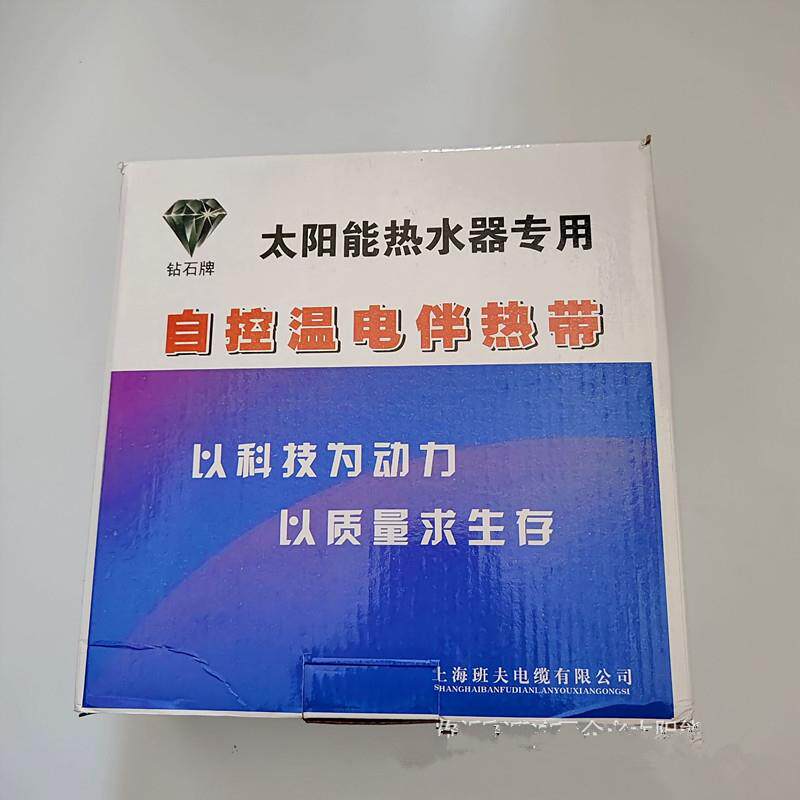 钻石牌
太阳能热水器专用
自控温电伴热带
以科技为动力
以质量求生存
上海班夫电缆有限公司
SHANGHAIBANFUDIANLANYOUXIANGONGSI